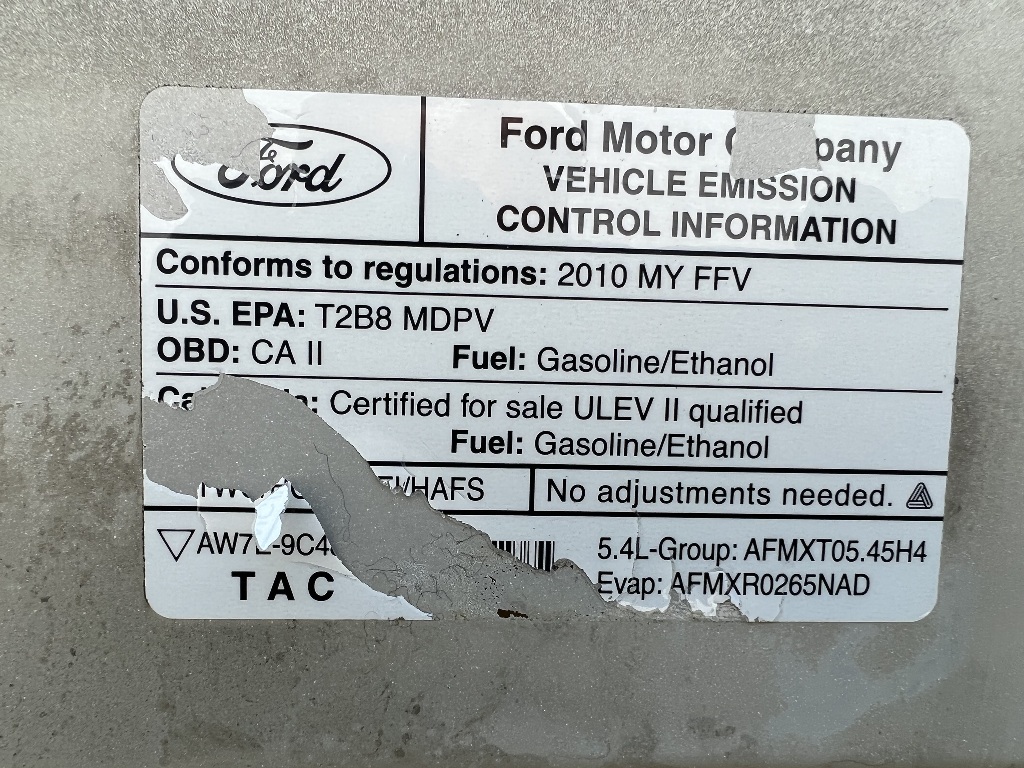 Ford
Ford Motor
VEHICLE EMISSION
CONTROL INFORMATION
Conforms to regulations: 2010 MY FFV
U.S. EPA: T2B8 MDPV
OBD: CA II Fuel: Gasoline/Ethanol
Certified for sale ULEV II qualified
Fuel: Gasoline/Ethanol
/HAFS No adjustments needed.
5.4L-Group: AFMXT05.45H4
TAC Evap: AFMXR0265NAD